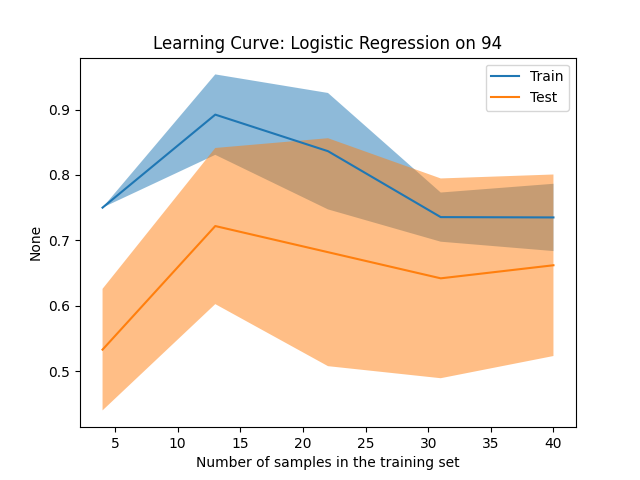 Learning Curve: Logistic Regression on 94
Train
Test
None
0.9
0.8
0.7
0.6
0.5
5 10 15 20 25 30 35 40
Number of samples in the training set